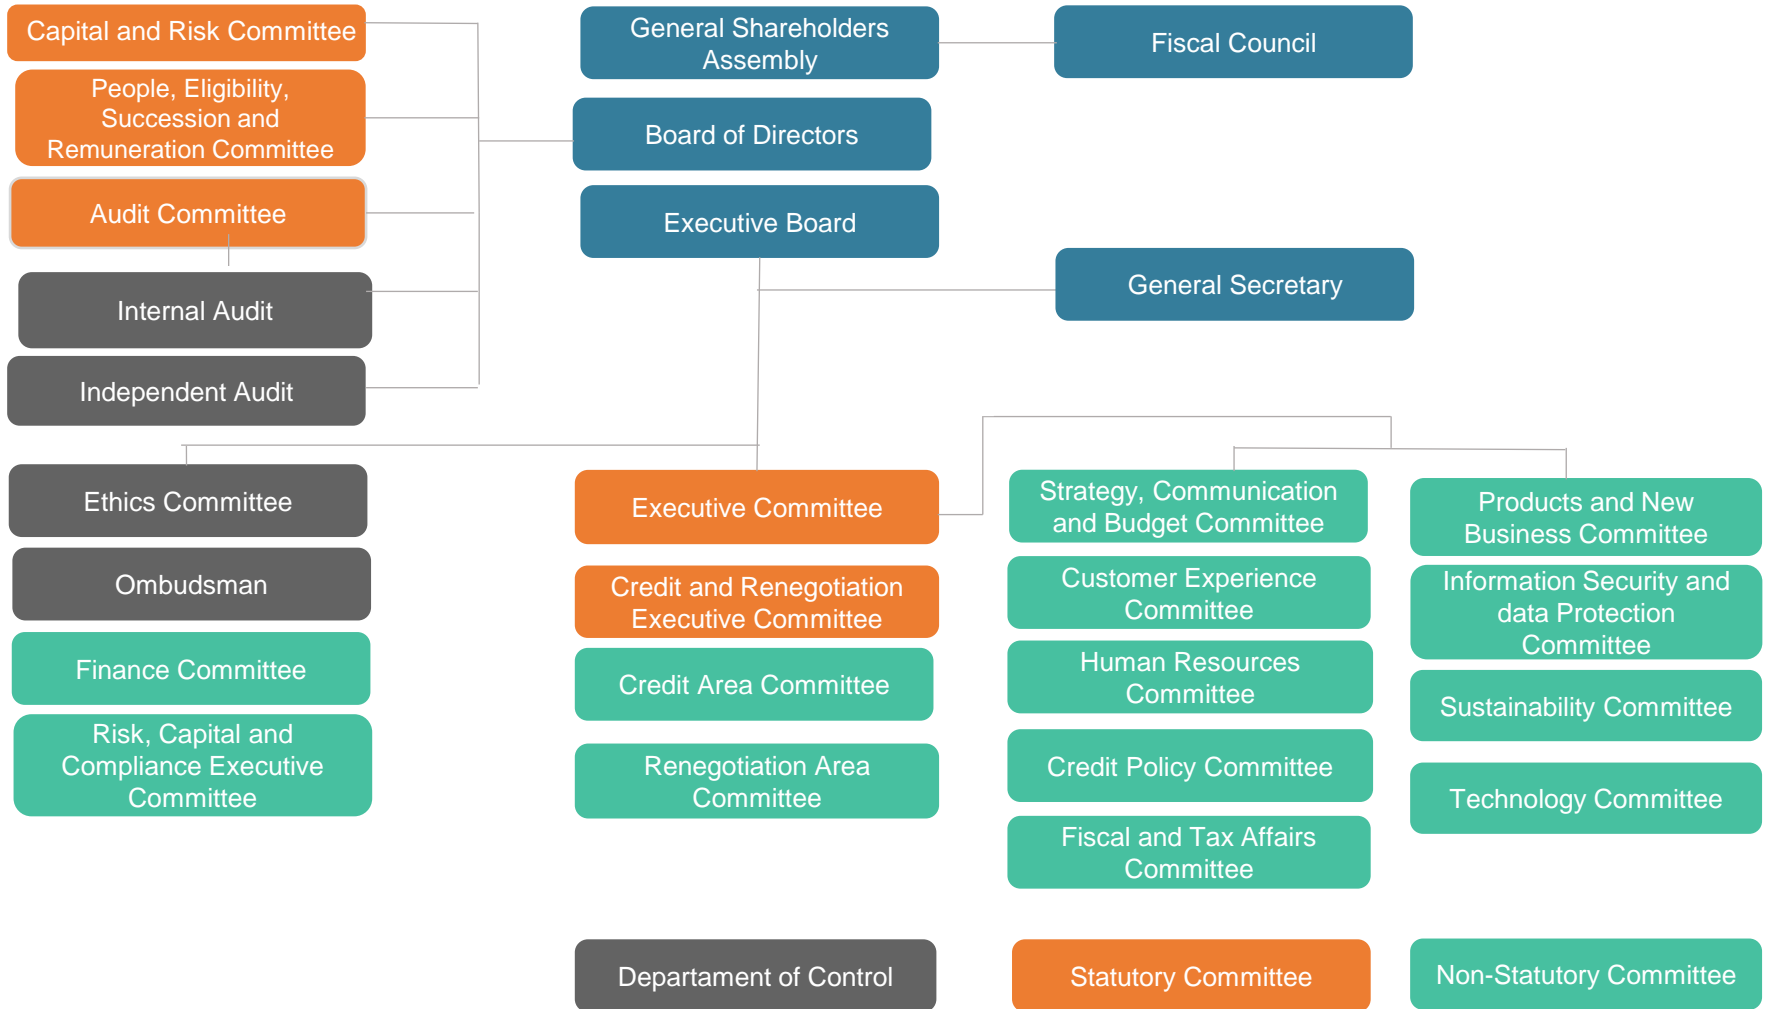 Capital and Risk Committee
People, Eligibility,
Succession and
Remuneration Committee
Audit Committee
Internal Audit
Independent Audit
General Shareholders
Assembly
Fiscal Council
Board of Directors
Executive Board
General Secretary
Ethics Committee
Ombudsman
Finance Committee
Risk, Capital and
Compliance Executive
Committee
Executive Committee
Credit and Renegotiation
Executive Committee
Credit Area Committee
Renegotiation Area
Committee
Strategy, Communication
and Budget Committee
Customer Experience
Committee
Human Resources
Committee
Credit Policy Committee
Fiscal and Tax Affairs
Committee
Products and New
Business Committee
Information Security and
data Protection
Committee
Sustainability Committee
Technology Committee
Departament of Control
Statutory Committee
Non-Statutory Committee